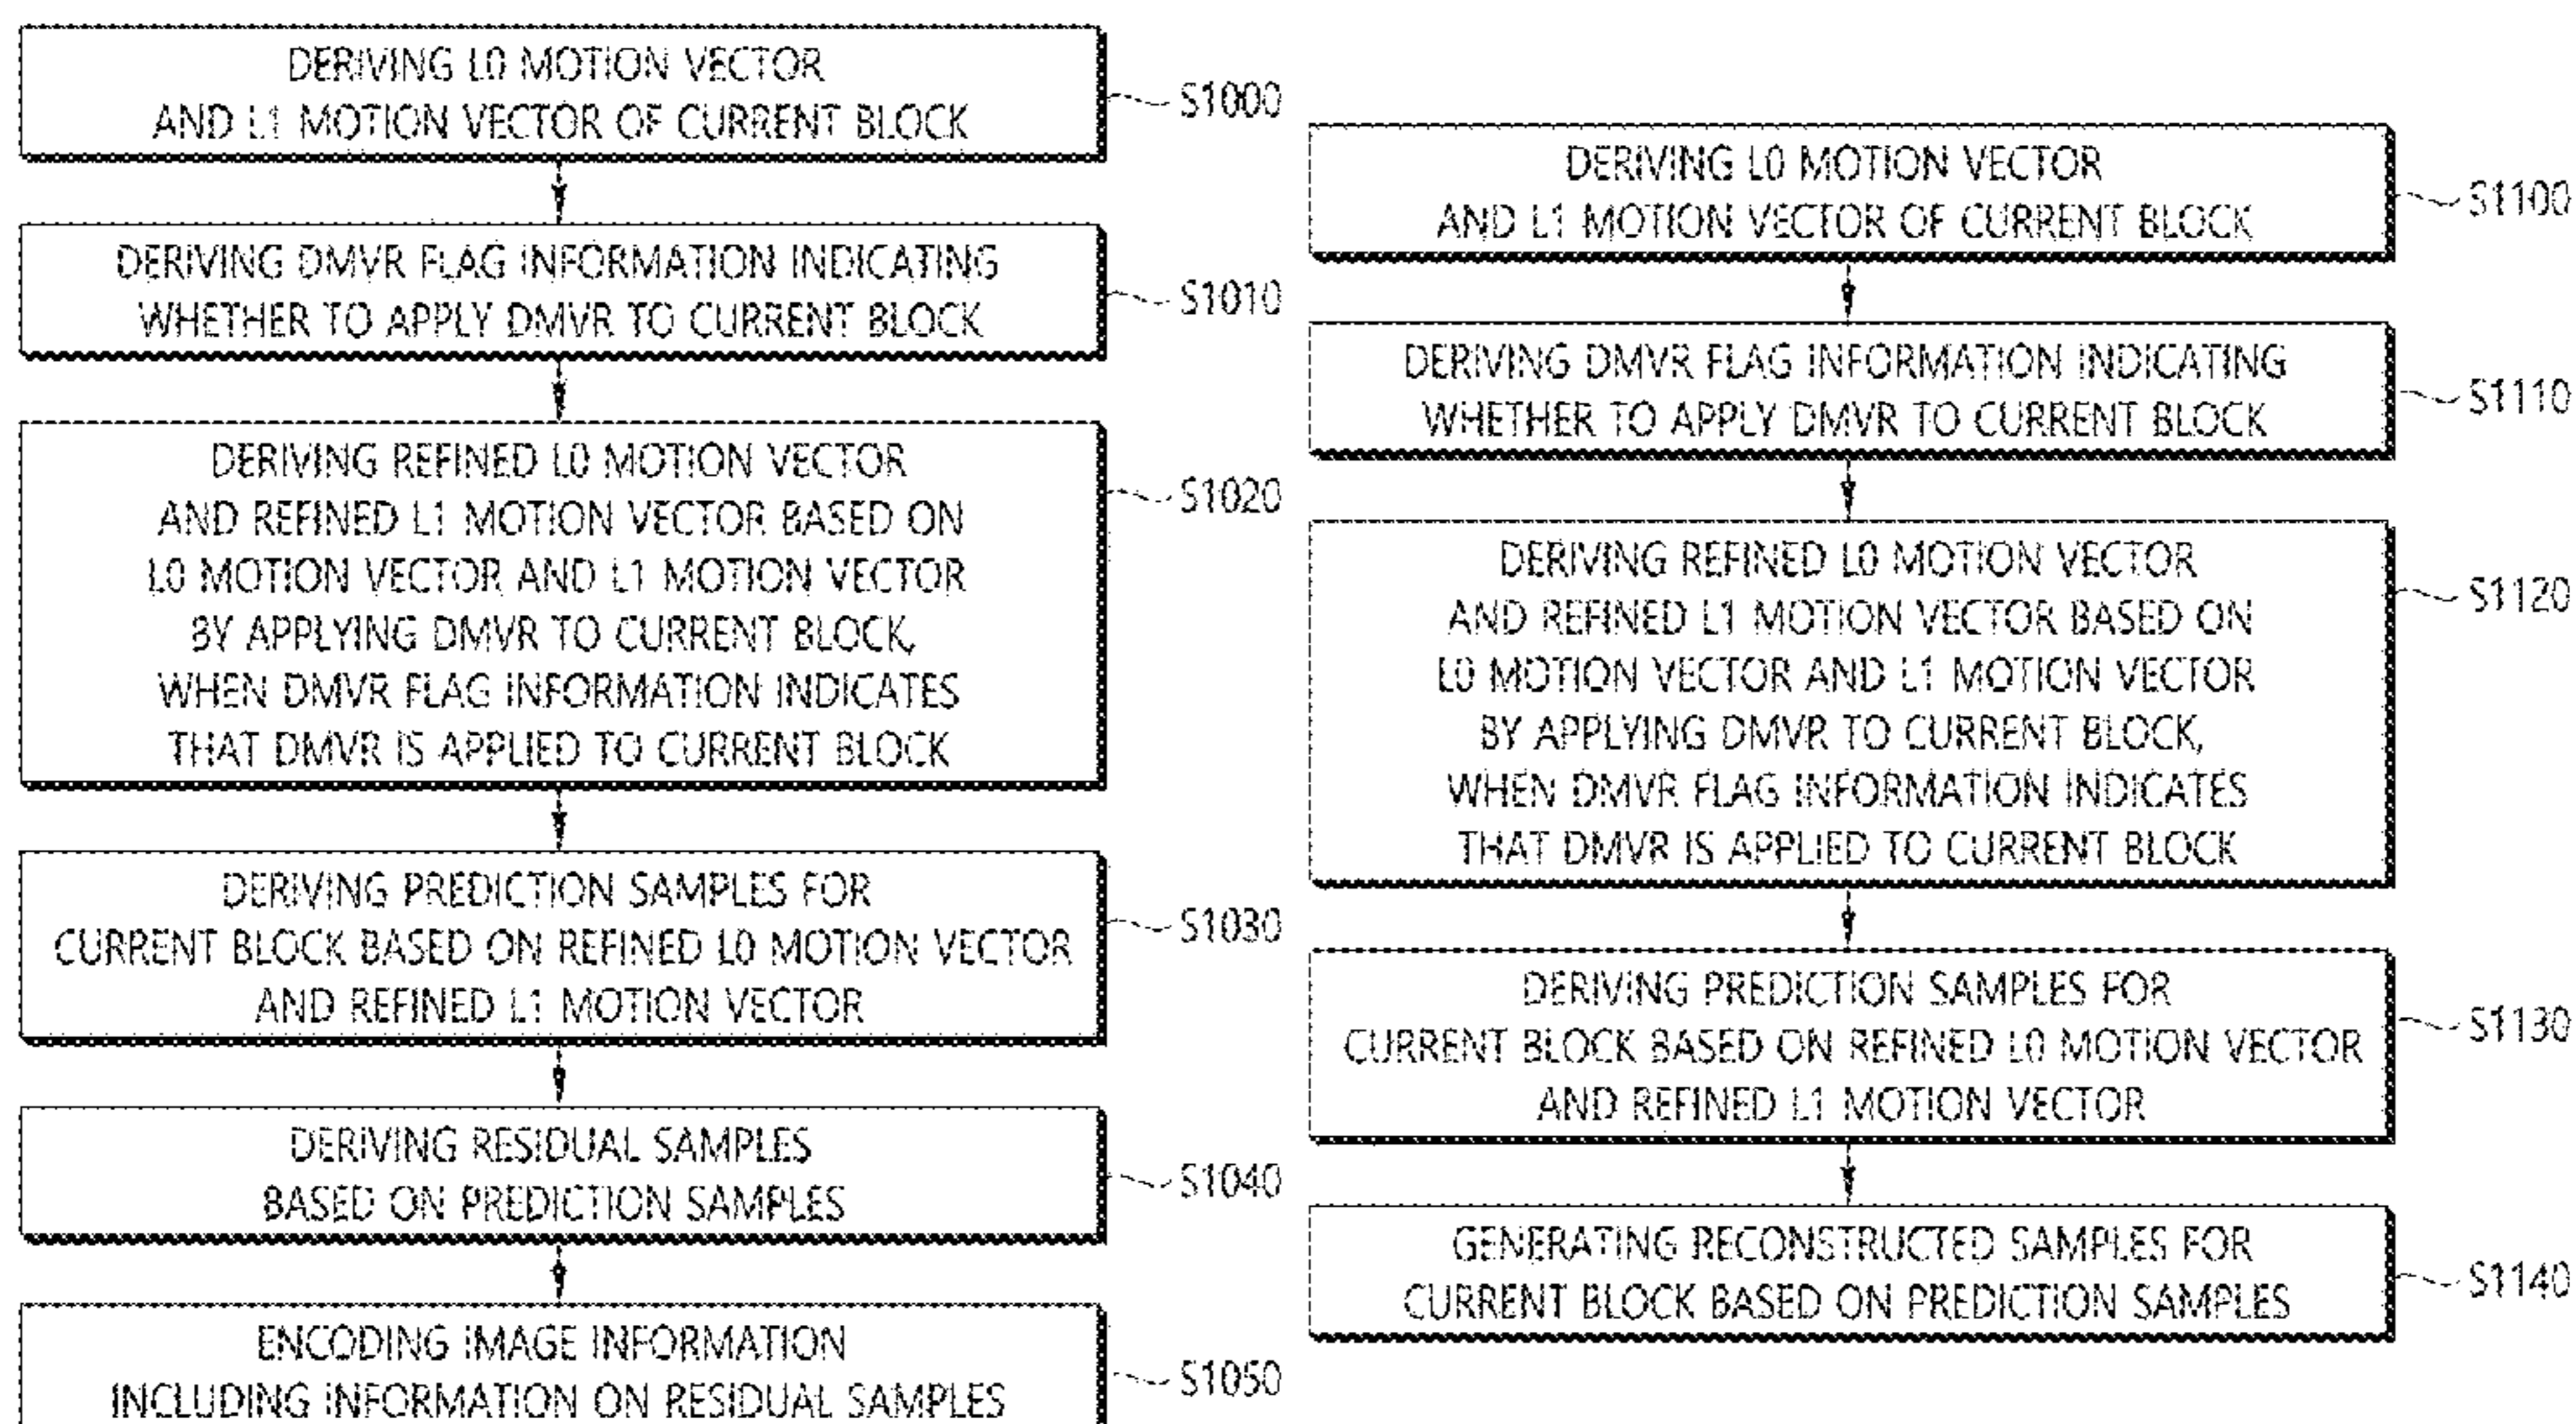 DERIVING L0 MOTION VECTOR
AND L1 MOTION VECTOR OF CURRENT BLOCK
S1000
DERIVING DMVR FLAG INFORMATION INDICATING
WHETHER TO APPLY DMVR TO CURRENT BLOCK
S1010
DERIVING REFINED L0 MOTION VECTOR
AND REFINED L1 MOTION VECTOR BASED ON
L0 MOTION VECTOR AND L1 MOTION VECTOR
BY APPLYING DMVR TO CURRENT BLOCK,
WHEN DMVR FLAG INFORMATION INDICATES
THAT DMVR IS APPLIED TO CURRENT BLOCK
S1020
DERIVING PREDICTION SAMPLES FOR
CURRENT BLOCK BASED ON REFINED L0 MOTION VECTOR
AND REFINED L1 MOTION VECTOR
S1030
DERIVING RESIDUAL SAMPLES
BASED ON PREDICTION SAMPLES
S1040
ENCODING IMAGE INFORMATION
INCLUDING INFORMATION ON RESIDUAL SAMPLES
S1050
DERIVING L0 MOTION VECTOR
AND L1 MOTION VECTOR OF CURRENT BLOCK
S1100
DERIVING DMVR FLAG INFORMATION INDICATING
WHETHER TO APPLY DMVR TO CURRENT BLOCK
S1110
DERIVING REFINED L0 MOTION VECTOR
AND REFINED L1 MOTION VECTOR BASED ON
L0 MOTION VECTOR AND L1 MOTION VECTOR
BY APPLYING DMVR TO CURRENT BLOCK,
WHEN DMVR FLAG INFORMATION INDICATES
THAT DMVR IS APPLIED TO CURRENT BLOCK
S1120
DERIVING PREDICTION SAMPLES FOR
CURRENT BLOCK BASED ON REFINED L0 MOTION VECTOR
AND REFINED L1 MOTION VECTOR
S1130
GENERATING RECONSTRUCTED SAMPLES FOR
CURRENT BLOCK BASED ON PREDICTION SAMPLES
S1140